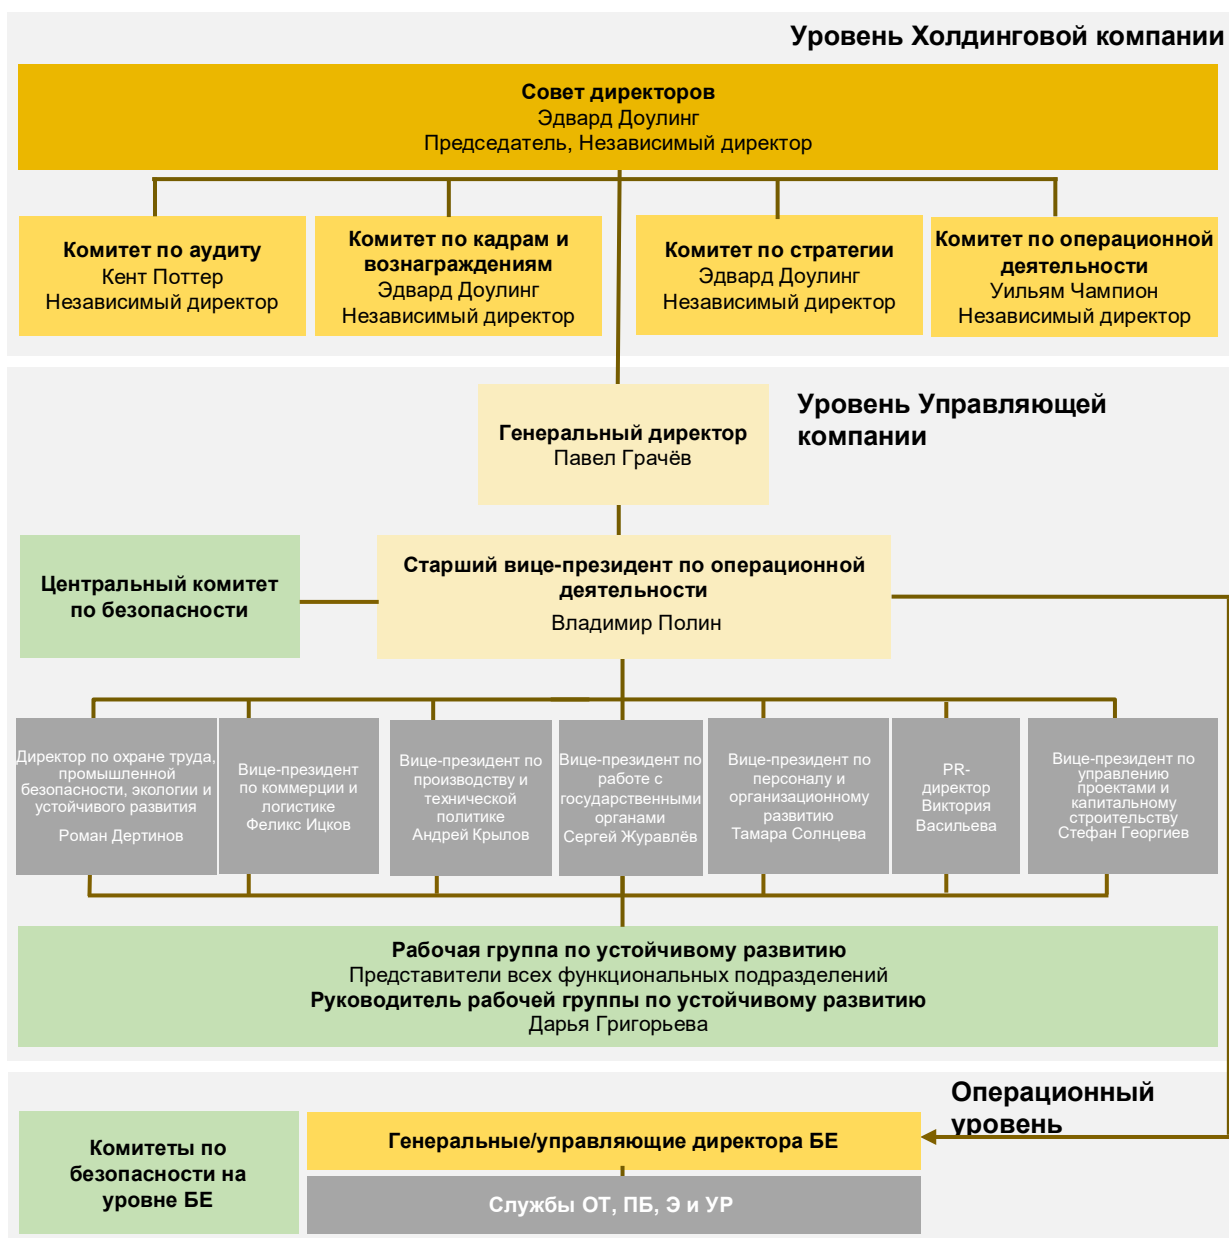 Уровень Холдинговой компании
Совет директоров
Эдвард Доулинг
Председатель, Независимый директор
Комитет по аудиту
Кент Поттер
Независимый директор
Комитет по кадрам и
вознаграждениям
Эдвард Доулинг
Независимый директор
Комитет по стратегии
Эдвард Доулинг
Независимый директор
Комитет по операционной
деятельности
Уильям Чампион
Независимый директор
Уровень Управляющей
компании
Генеральный директор
Павел Грачёв
Центральный комитет
по безопасности
Старший вице-президент по операционной
деятельности
Владимир Полин
Директор по охране труда,
промышленной
безопасности, экологии и
устойчивого развития
Роман Дертинов
Вице-президент
по коммерции и
логистике
Феликс Ицков
Вице-президент по
производству и
технической
политике
Андрей Крылов
Вице-президент по
работе с
государственными
органами
Сергей Журавлёв
Вице-президент по
персоналу и
организационному
развитию
Тамара Солнцева
PR-
директор
Виктория
Васильева
Вице-президент по
управлению
проектами и
капитальному
строительству
Стефан Георгиев
Рабочая группа по устойчивому развитию
Представители всех функциональных подразделений
Руководитель рабочей группы по устойчивому развитию
Дарья Григорьева
Операционный
уровень
Комитеты по
безопасности на
уровне БЕ
Генеральные/управляющие директора БЕ
Службы ОТ, ПБ, Э и УР